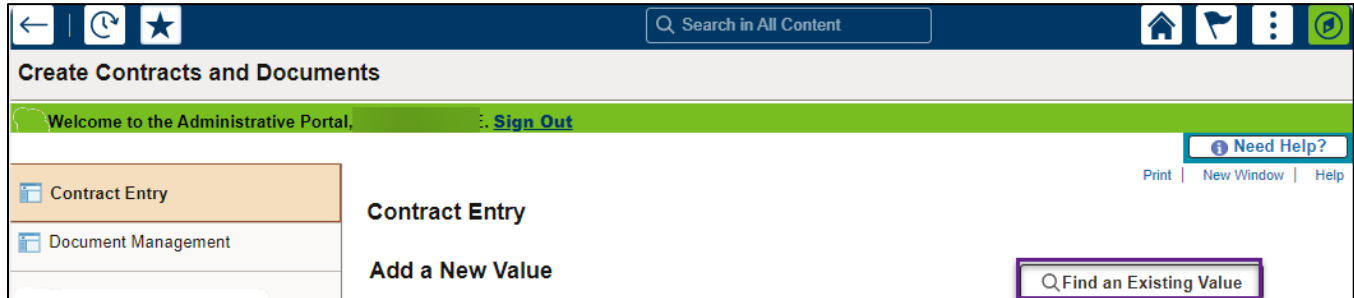 Search in All Content
Create Contracts and Documents
Welcome to the Administrative Portal, E. Sign Out
Need Help?
Print | New Window | Help
Contract Entry
Contract Entry
Document Management
Add a New Value
Find an Existing Value